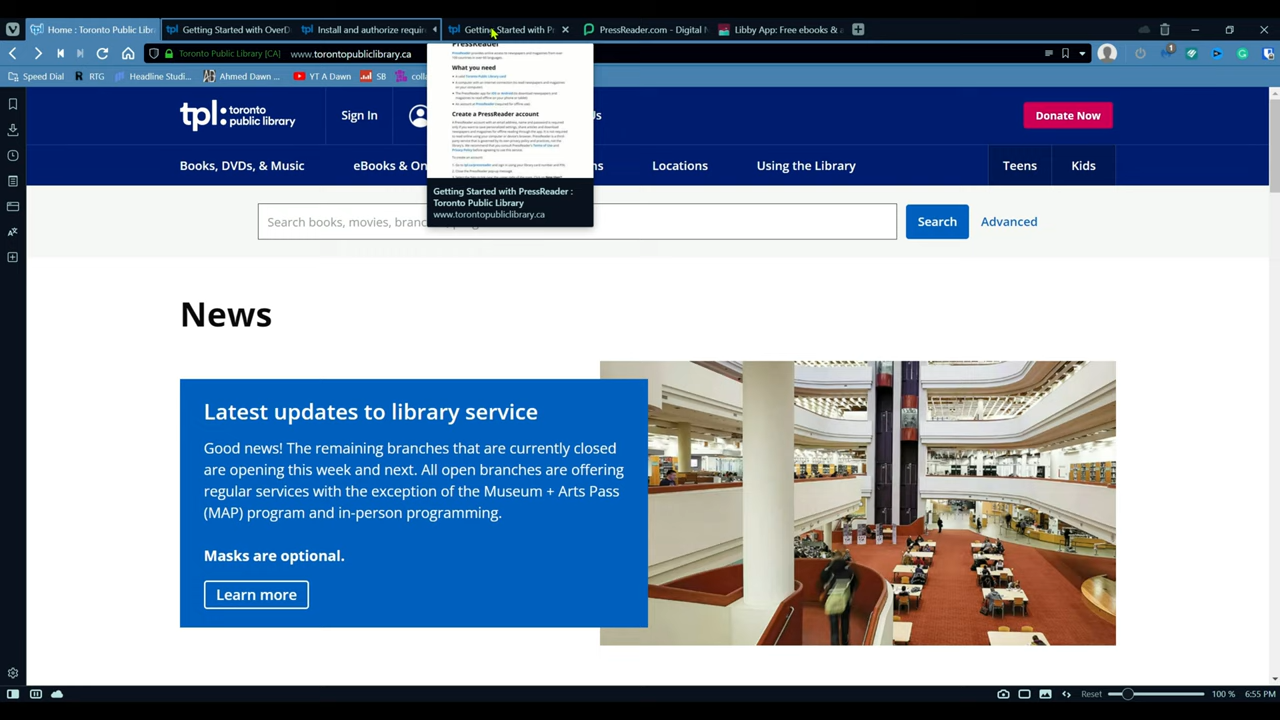 Home : Toronto Public Lib
Getting Started with OverD
Install and authorize requir
Getting Started with P
PressReader.com - Digital N
Libby App: Free ebooks & a
Toronto Public Library [CA]
www.torontopubliclibrary.ca
Speed Dial
RTG
Headline Studi...
Ahmed Dawn ...
YT A Dawn
SB
colla
PressReader
What you need
Create a PressReader account
Getting Started with PressReader :
Toronto Public Library
www.torontopubliclibrary.ca
tpl:
toronto
public library
Sign In
Us
Donate Now
Books, DVDs, & Music
eBooks & On
ns
Locations
Using the Library
Teens
Kids
Search books, movies, branc
Search
Advanced
News
Latest updates to library service
Good news! The remaining branches that are currently closed
are opening this week and next. All open branches are offering
regular services with the exception of the Museum + Arts Pass
(MAP) program and in-person programming.
Masks are optional.
Learn more
Reset
100 %
6:55 PM